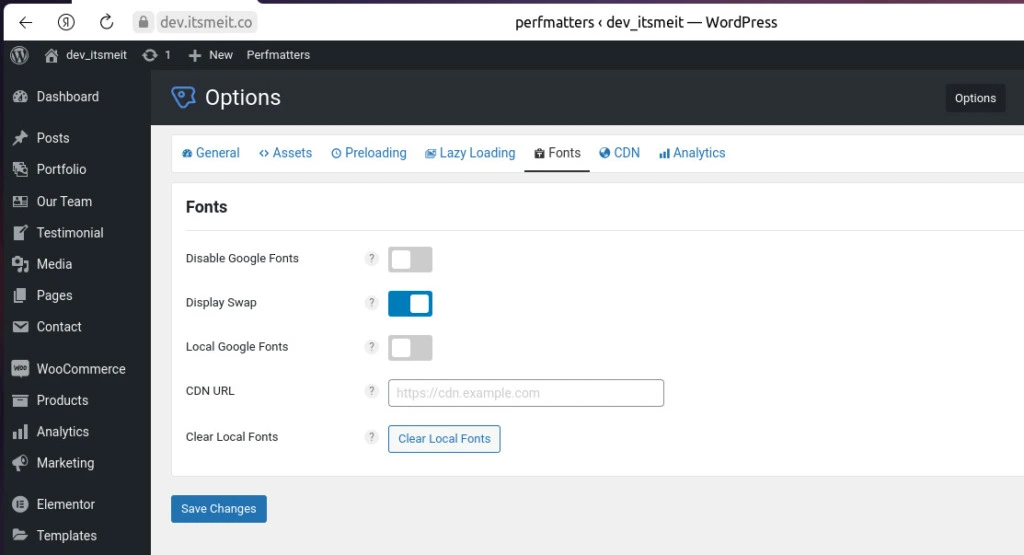 Я dev.itsmeit.co perfmatters ‹ dev_itsmeit — WordPress
dev_itsmeit 1 New Perfmatters
Dashboard
Posts
Portfolio
Our Team
Testimonial
Media
Pages
Contact
WooCommerce
Products
Analytics
Marketing
Elementor
Templates
Options
Options
General Assets Preloading Lazy Loading Fonts CDN Analytics
Fonts
Disable Google Fonts ?
Display Swap ?
Local Google Fonts ?
CDN URL ? https://cdn.example.com
Clear Local Fonts ? Clear Local Fonts
Save Changes